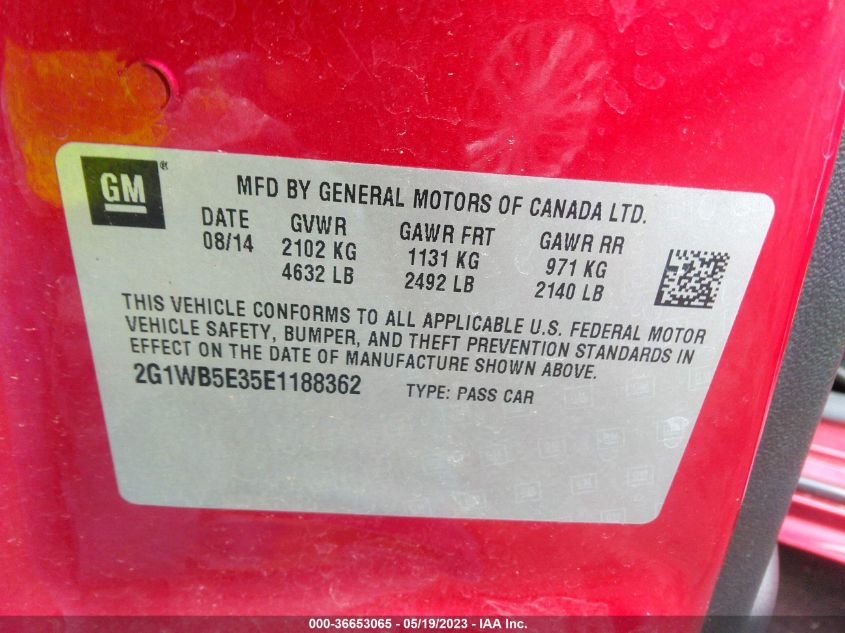 GM®
MFD BY GENERAL MOTORS OF CANADA LTD.
DATE GVWR GAWR FRT GAWR RR
08/14 2102 KG 1131 KG 971 KG
4632 LB 2492 LB 2140 LB
THIS VEHICLE CONFORMS TO ALL APPLICABLE U.S. FEDERAL MOTOR
VEHICLE SAFETY, BUMPER, AND THEFT PREVENTION STANDARDS IN
EFFECT ON THE DATE OF MANUFACTURE SHOWN ABOVE.
2G1WB5E35E1188362 TYPE: PASS CAR
000-36653065 - 05/19/2023 - IAA Inc.